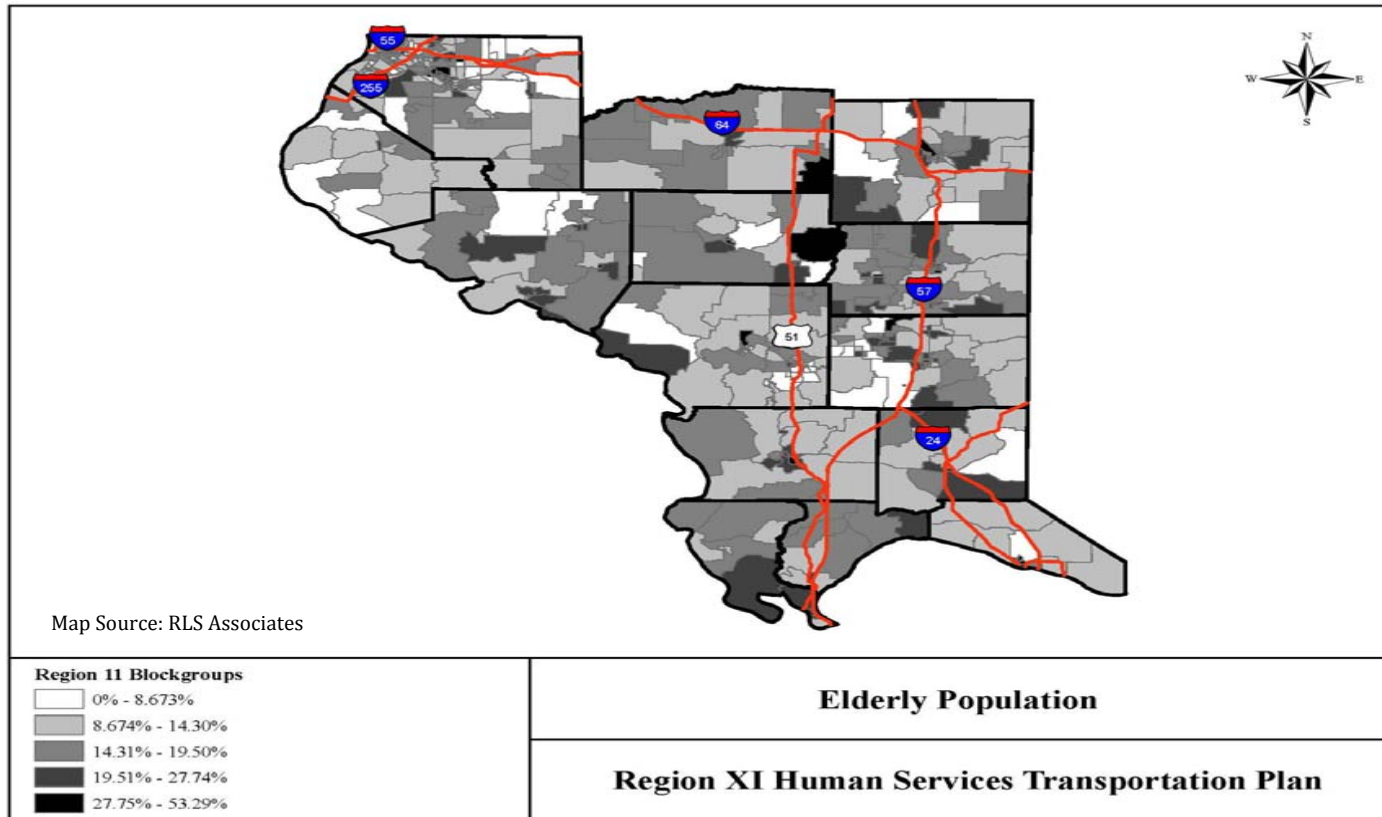 55
255
64
N
W
E
S
57
51
24
Map Source: RLS Associates
Region 11 Blockgroups
0% - 8.673%
8.674% - 14.30%
14.31% - 19.50%
19.51% - 27.74%
27.75% - 53.29%
Elderly Population
Region XI Human Services Transportation Plan